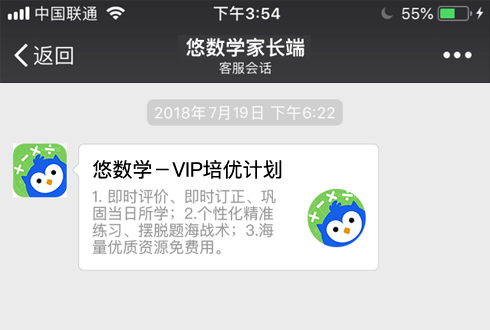 中国联通 下午3:54 55%
返回 悠数学家长端
客服会话
2018年7月19日 下午6:22
悠数学－VIP培优计划
1. 即时评价、即时订正、巩
固当日所学；2.个性化精准
练习、摆脱题海战术；3.海
量优质资源免费用。